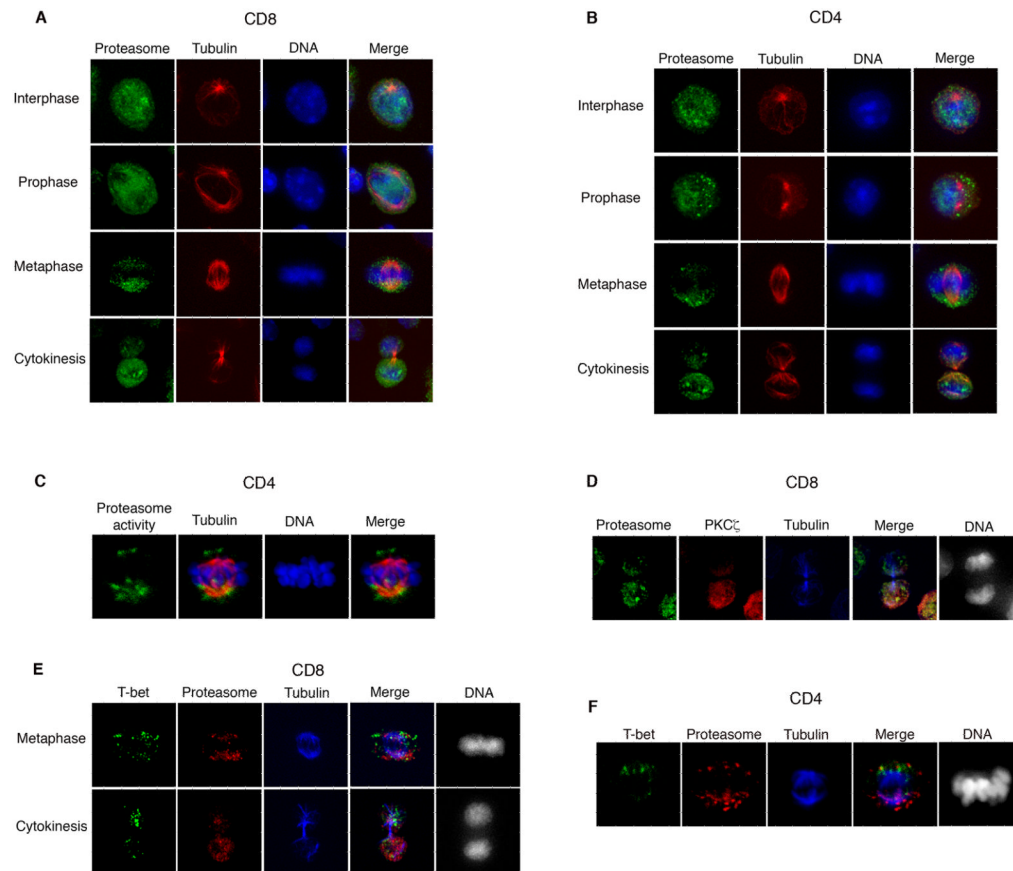 A
CD8
Proteasome Tubulin DNA Merge
Interphase
Prophase
Metaphase
Cytokinesis
B
CD4
Proteasome Tubulin DNA Merge
Interphase
Prophase
Metaphase
Cytokinesis
C
CD4
Proteasome
activity
Tubulin DNA Merge
D
CD8
Proteasome PKCζ Tubulin Merge DNA
E
CD8
T-bet Proteasome Tubulin Merge DNA
Metaphase
Cytokinesis
F
CD4
T-bet Proteasome Tubulin Merge DNA